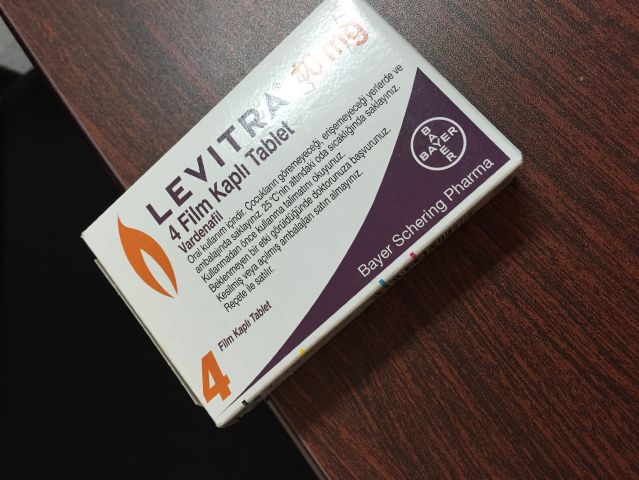 LEVITRA® 10 mg
4 Film Kaplı Tablet
Vardenafil
Oral kullanım içindir. Çocukların göremeyeceği, erişemeyeceği yerlerde ve
ambalajında saklayınız. 25°C'nin altındaki oda sıcaklığında saklayınız.
Kullanmadan önce kullanma talimatını okuyunuz.
Beklenmeyen bir etki görüldüğünde doktorunuza başvurunuz.
Kesilmiş veya açılmış ambalajları satın almayınız.
Reçete ile satılır.
4 Film Kaplı Tablet
BAYER
BAYER
Bayer Schering Pharma